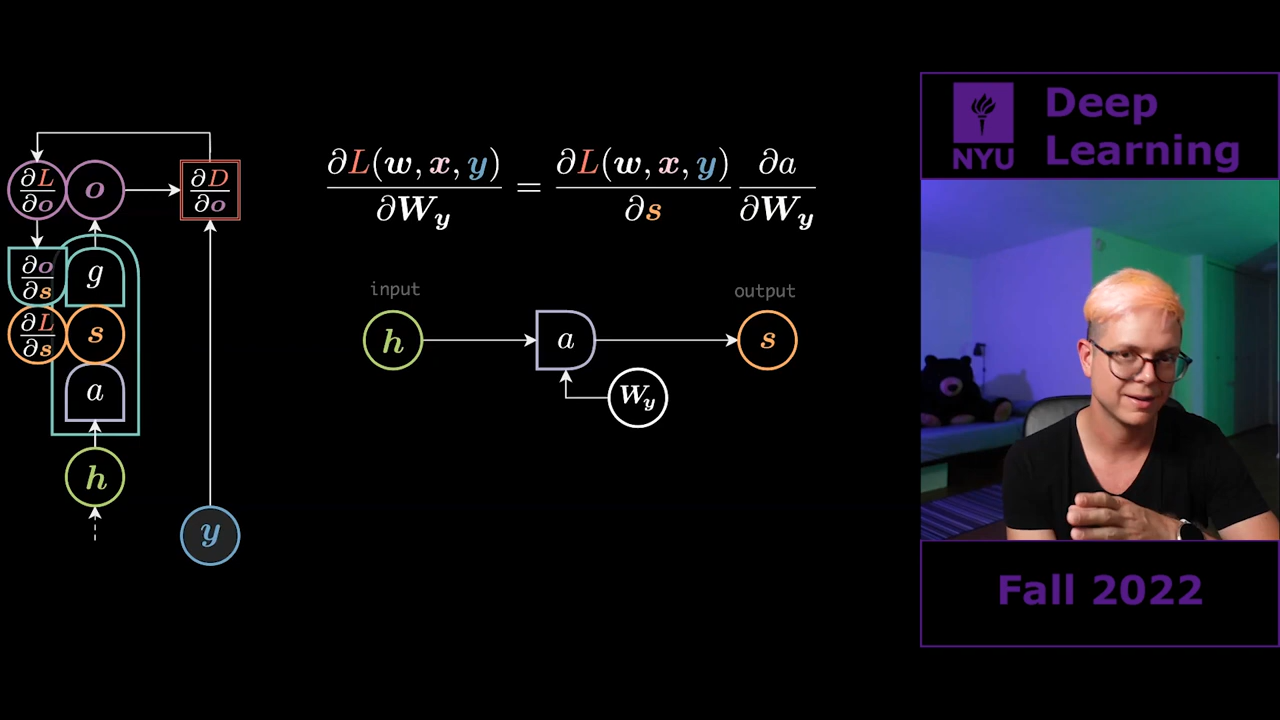 ∂L/∂o o ∂D/∂o
∂o/∂s g
∂L/∂s s
a
h
y
∂L(w, x, y)/∂W_y = ∂L(w, x, y)/∂s ∂a/∂W_y
input
output
h a s
W_y
NYU
Deep
Learning
Fall 2022